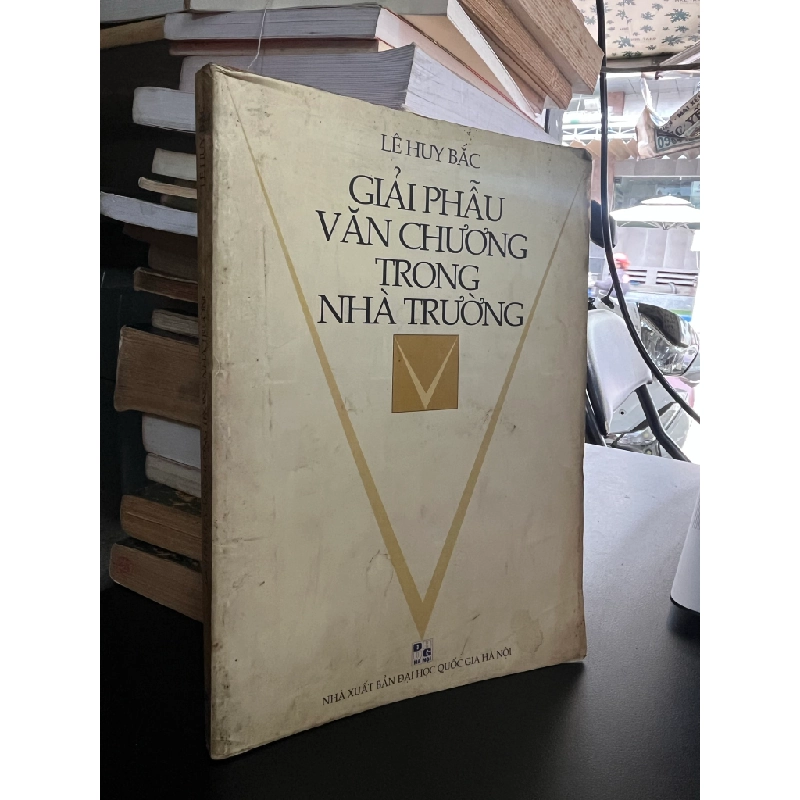 LÊ HUY BẮC
GIẢI PHẪU
VĂN CHƯƠNG
TRONG
NHÀ TRƯỜNG
NHÀ XUẤT BẢN ĐẠI HỌC QUỐC GIA HÀ NỘI